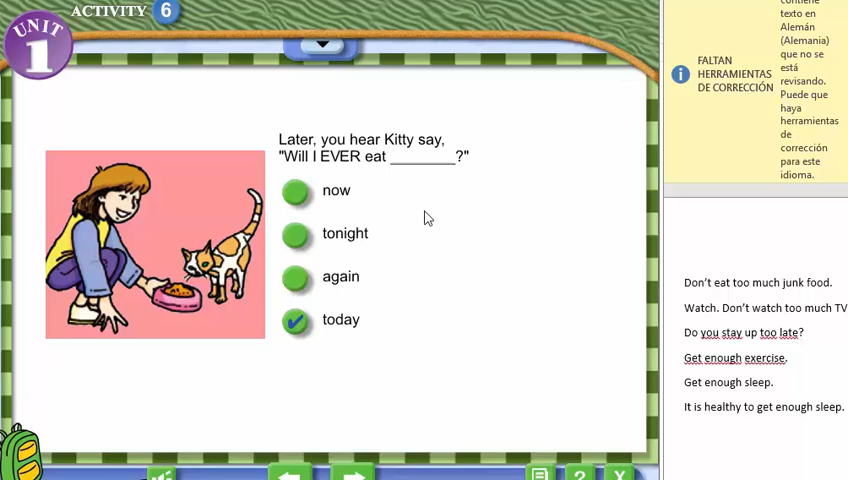 ACTIVITY 6
UNIT
1
Later, you hear Kitty say,
"Will I EVER eat ________?"
now
tonight
again
today
FALTAN
HERRAMIENTAS
DE CORRECCIÓN
contiene
texto en
Alemán
(Alemania)
que no se
está
revisando.
Puede que
haya
herramientas
de
corrección
para este
idioma.
Don't eat too much junk food.
Watch. Don't watch too much TV
Do you stay up too late?
Get enough exercise.
Get enough sleep.
It is healthy to get enough sleep.
? X